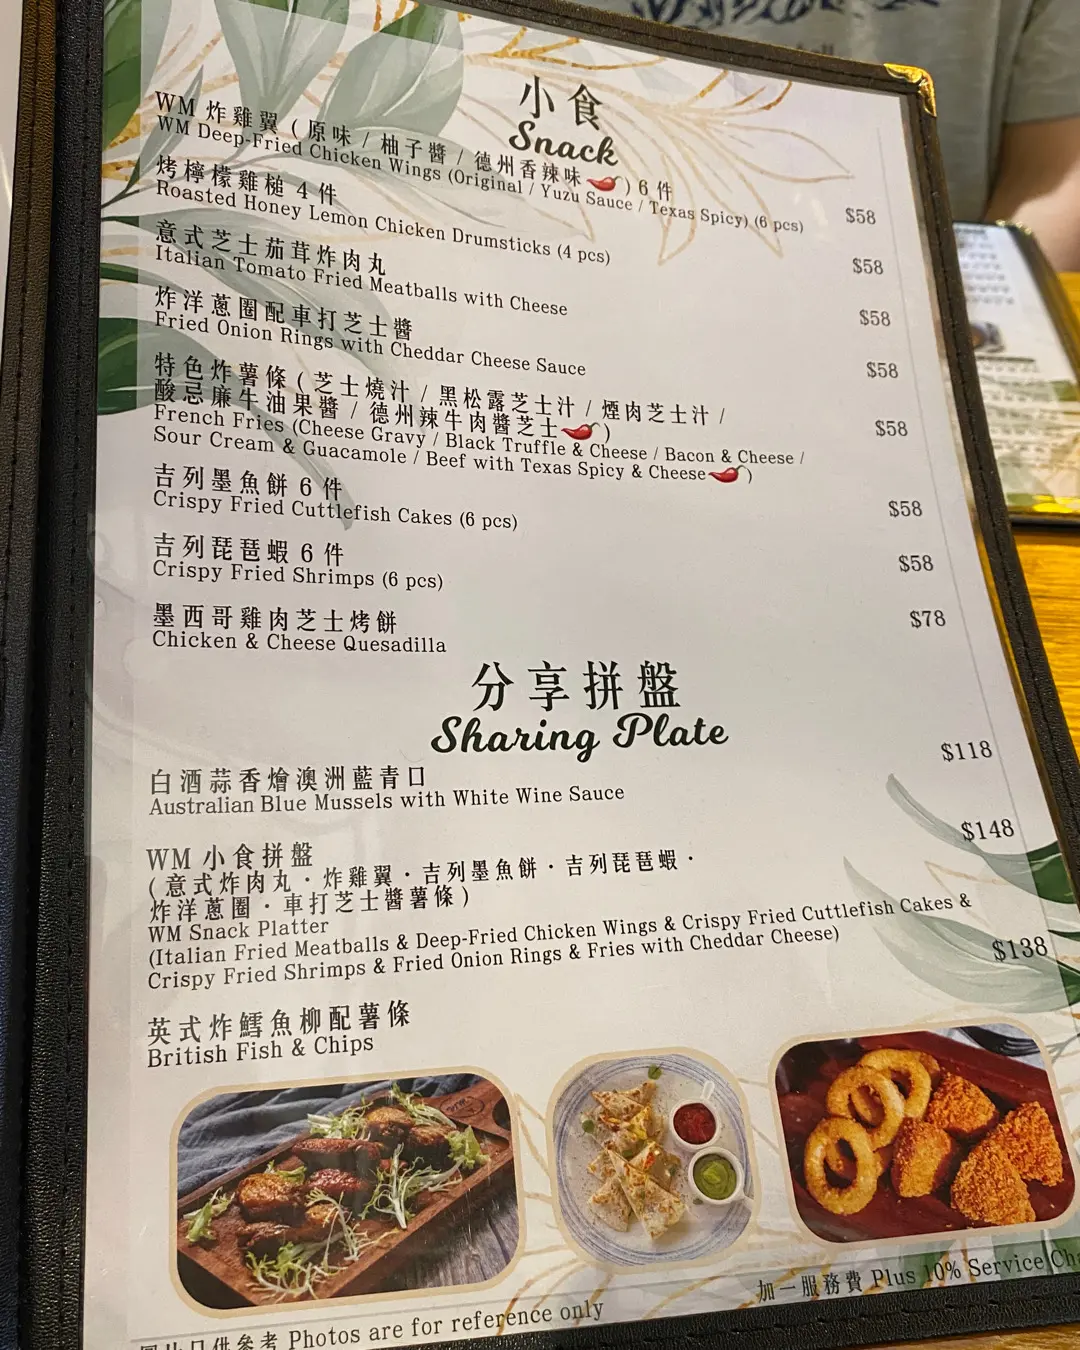 小食
Snack
WM 炸雞翼 ( 原味 / 柚子醬 / 德州香辣味 ) 6 件
WM Deep-Fried Chicken Wings (Original / Yuzu Sauce / Texas Spicy) (6 pcs)
$58
烤檸檬雞槌 4 件
Roasted Honey Lemon Chicken Drumsticks (4 pcs)
$58
意式芝士茄茸炸肉丸
Italian Tomato Fried Meatballs with Cheese
$58
炸洋蔥圈配車打芝士醬
Fried Onion Rings with Cheddar Cheese Sauce
$58
特色炸薯條 ( 芝士燒汁 / 黑松露芝士汁 / 煙肉芝士汁 /
酸忌廉牛油果醬 / 德州辣牛肉醬芝士 )
French Fries (Cheese Gravy / Black Truffle & Cheese / Bacon & Cheese /
Sour Cream & Guacamole / Beef with Texas Spicy & Cheese )
$58
吉列墨魚餅 6 件
Crispy Fried Cuttlefish Cakes (6 pcs)
$58
吉列琵琶蝦 6 件
Crispy Fried Shrimps (6 pcs)
$58
墨西哥雞肉芝士烤餅
Chicken & Cheese Quesadilla
$78
分享拼盤
Sharing Plate
白酒蒜香燴澳洲藍青口
Australian Blue Mussels with White Wine Sauce
$118
WM 小食拼盤
( 意式炸肉丸・炸雞翼・吉列墨魚餅・吉列琵琶蝦・
炸洋蔥圈・車打芝士醬薯條 )
WM Snack Platter
(Italian Fried Meatballs & Deep-Fried Chicken Wings & Crispy Fried Cuttlefish Cakes &
Crispy Fried Shrimps & Fried Onion Rings & Fries with Cheddar Cheese)
$148
英式炸鱈魚柳配薯條
British Fish & Chips
$138
加一服務費 Plus 10% Service
圖片只供參考 Photos are for reference only